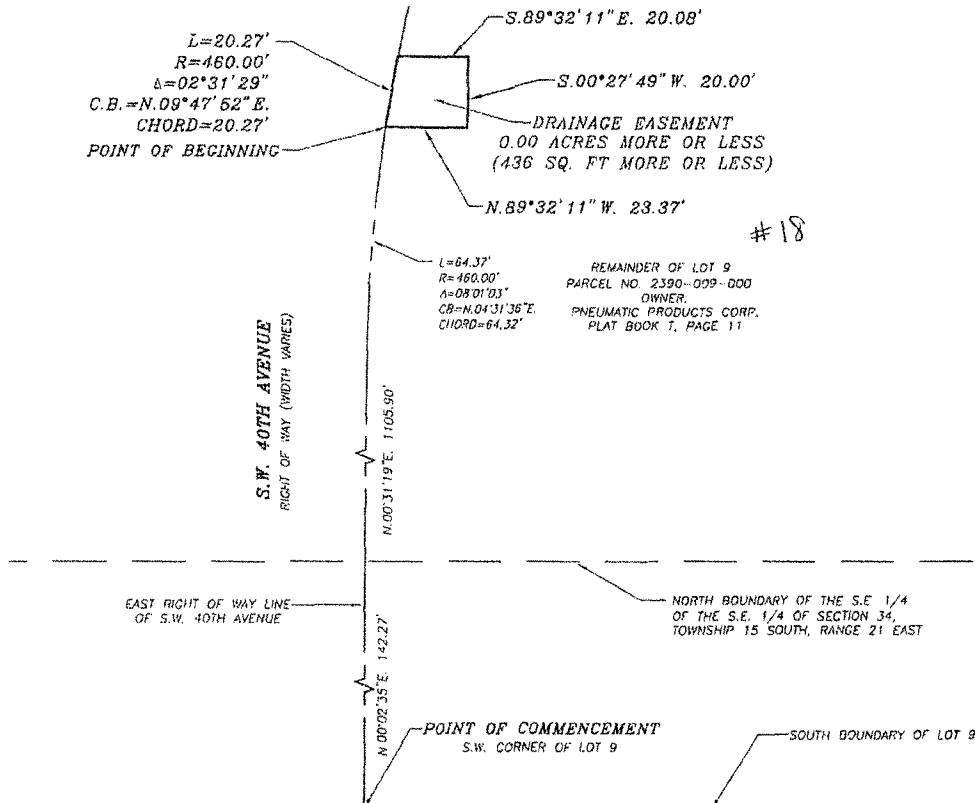 S.89°32'11"E. 20.08'
L=20.27'
R=460.00'
Δ=02°31'29"
C.B.=N.09°47'52"E.
CHORD=20.27'
POINT OF BEGINNING
S.00°27'49"W. 20.00'
DRAINAGE EASEMENT
0.00 ACRES MORE OR LESS
(436 SQ. FT MORE OR LESS)
N.89°32'11"W. 23.37'
#18
L=64.37'
R=460.00'
Δ=08°01'03"
CB=N.04°31'36"E.
CHORD=64.32'
REMAINDER OF LOT 9
PARCEL NO. 2390-009-000
OWNER:
PNEUMATIC PRODUCTS CORP.
PLAT BOOK T, PAGE 11
S.W. 40TH AVENUE
RIGHT OF WAY (WIDTH VARIES)
N.00°31'19"E. 1105.90'
EAST RIGHT OF WAY LINE
OF S.W. 40TH AVENUE
NORTH BOUNDARY OF THE S.E 1/4
OF THE S.E. 1/4 OF SECTION 34,
TOWNSHIP 15 SOUTH, RANGE 21 EAST
N 00°02'35"E. 142.27'
POINT OF COMMENCEMENT
S.W. CORNER OF LOT 9
SOUTH BOUNDARY OF LOT 9